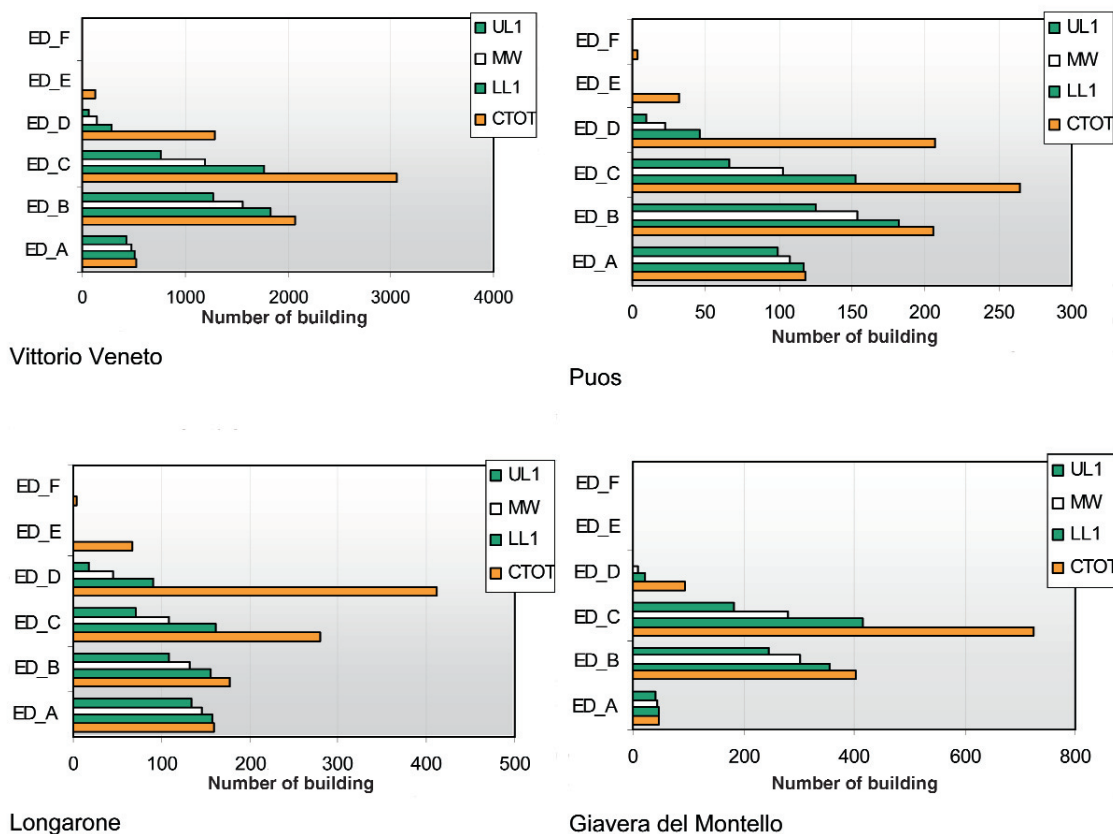 ED_F
ED_E
ED_D
ED_C
ED_B
ED_A
UL1
MW
LL1
CTOT
0 1000 2000 3000 4000
Number of building
Vittorio Veneto
ED_F
ED_E
ED_D
ED_C
ED_B
ED_A
UL1
MW
LL1
CTOT
0 50 100 150 200 250 300
Number of building
Puos
ED_F
ED_E
ED_D
ED_C
ED_B
ED_A
UL1
MW
LL1
CTOT
0 100 200 300 400 500
Number of building
Longarone
ED_F
ED_E
ED_D
ED_C
ED_B
ED_A
UL1
MW
LL1
CTOT
0 200 400 600 800
Number of building
Giavera del Montello